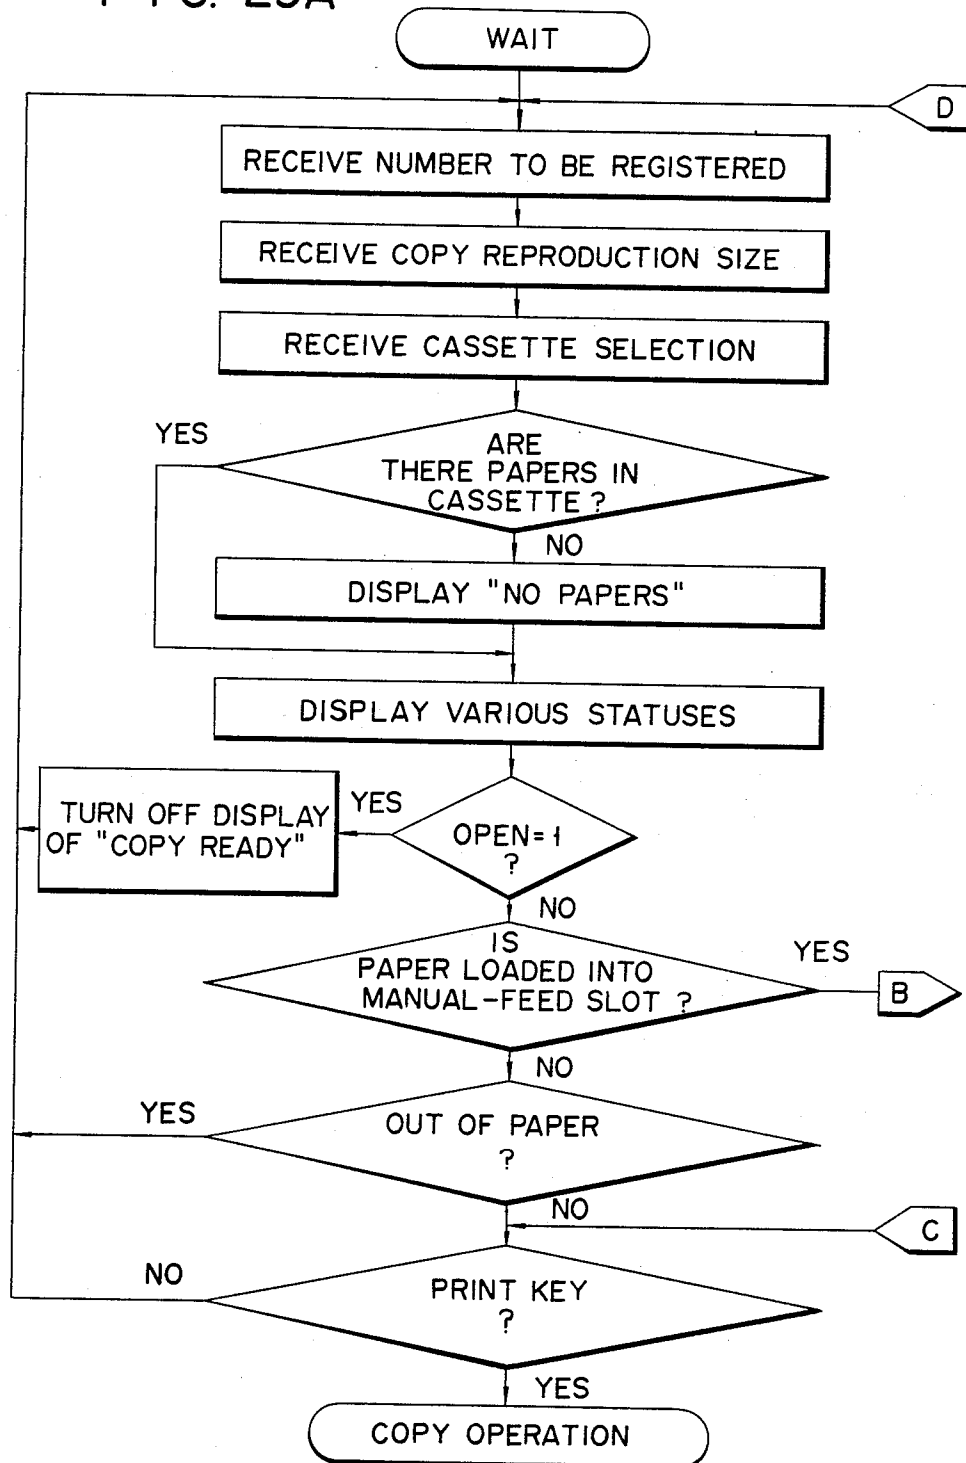 WAIT
D
RECEIVE NUMBER TO BE REGISTERED
RECEIVE COPY REPRODUCTION SIZE
RECEIVE CASSETTE SELECTION
YES
ARE
THERE PAPERS IN
CASSETTE ?
NO
DISPLAY "NO PAPERS"
DISPLAY VARIOUS STATUSES
TURN OFF DISPLAY
OF "COPY READY"
YES
OPEN=1
?
NO
IS
PAPER LOADED INTO
MANUAL-FEED SLOT ?
YES
B
NO
YES
OUT OF PAPER
?
NO
C
NO
PRINT KEY
?
YES
COPY OPERATION